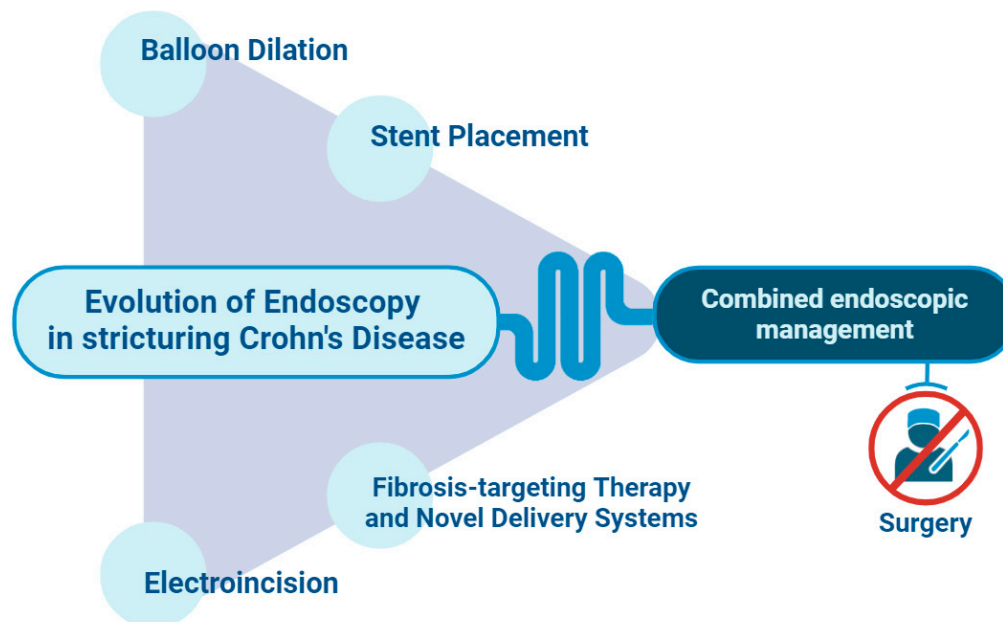 Balloon Dilation
Stent Placement
Evolution of Endoscopy
in stricturing Crohn's Disease
Combined endoscopic
management
Fibrosis-targeting Therapy
and Novel Delivery Systems
Surgery
Electroincision